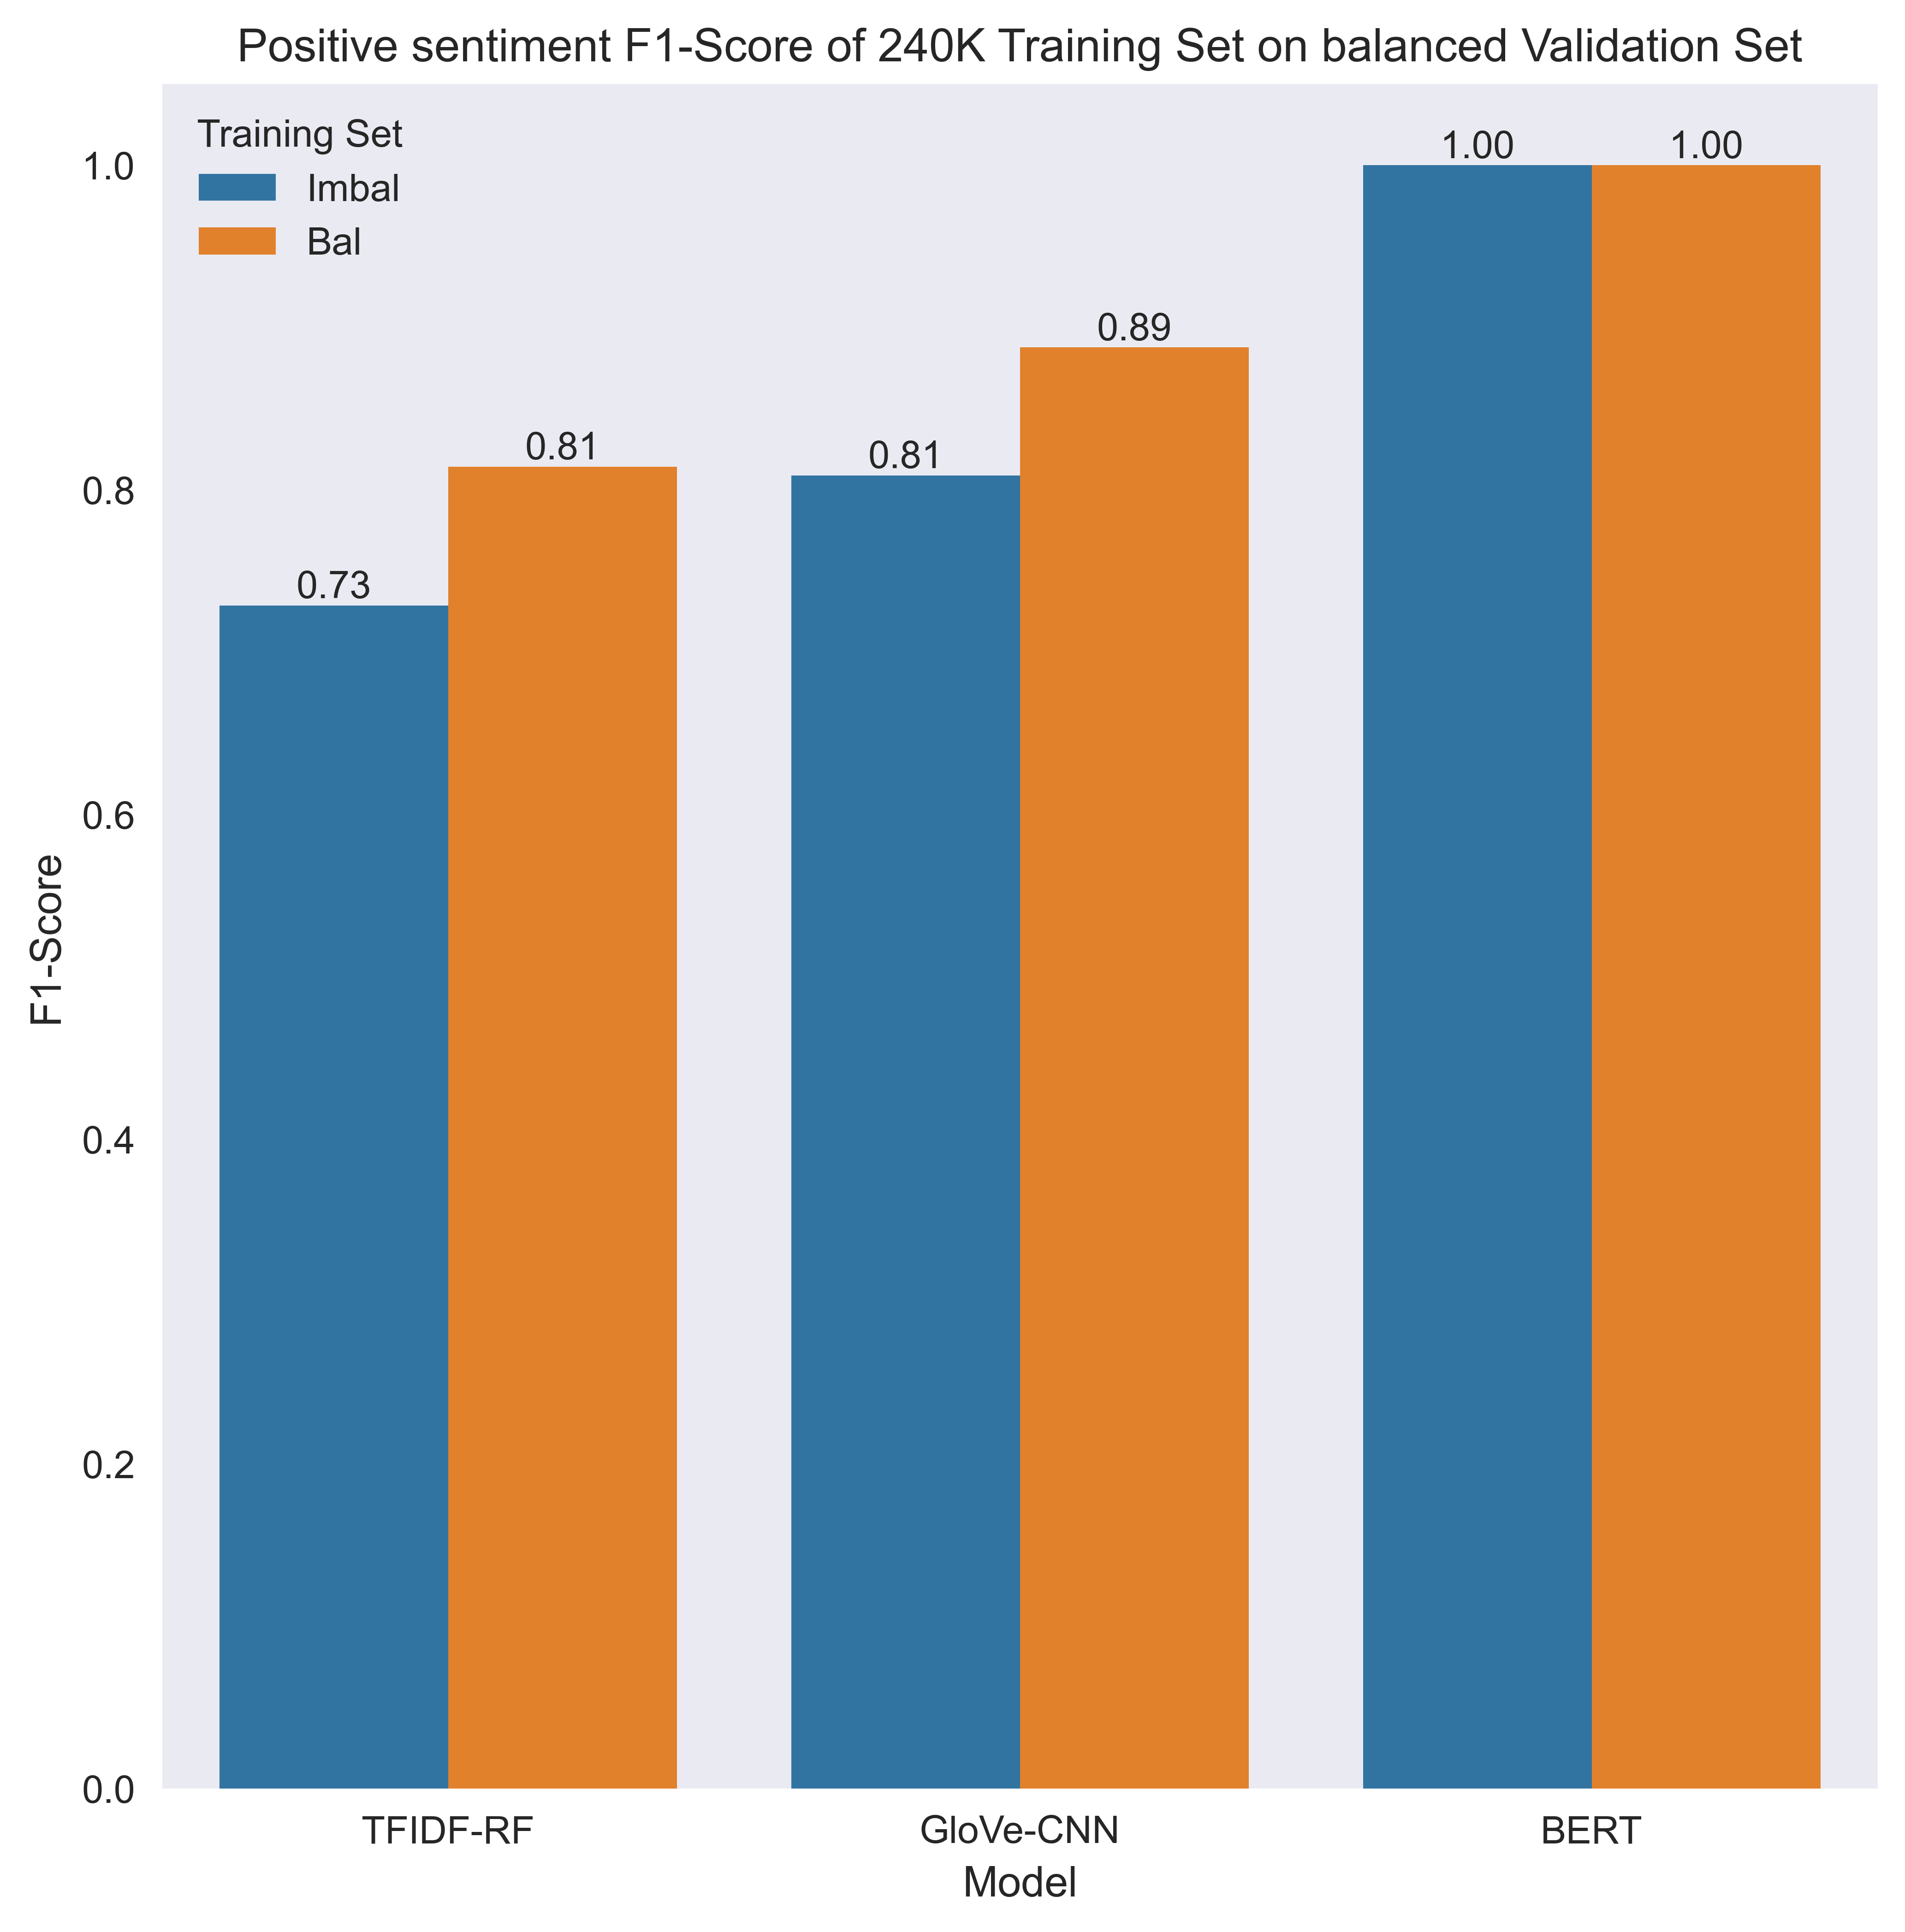 Positive sentiment F1-Score of 240K Training Set on balanced Validation Set
Training Set
Imbal
Bal
1.0
0.8
0.6
0.4
0.2
0.0
F1-Score
0.73
0.81
0.81
0.89
1.00
1.00
TFIDF-RF
GloVe-CNN
BERT
Model